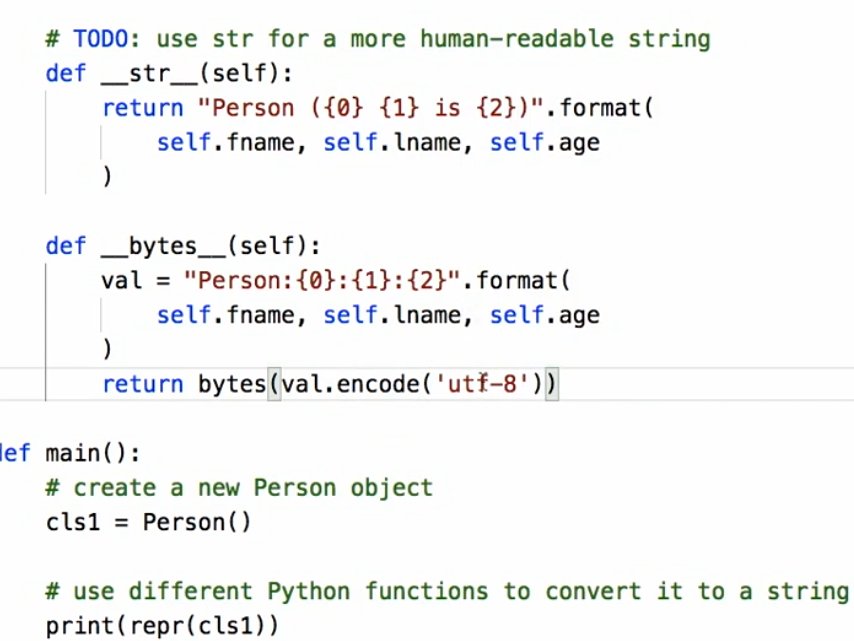 # TODO: use str for a more human-readable string
def __str__(self):
return "Person ({0} {1} is {2})".format(
self.fname, self.lname, self.age
)
def __bytes__(self):
val = "Person:{0}:{1}:{2}".format(
self.fname, self.lname, self.age
)
return bytes(val.encode('utf-8'))
def main():
# create a new Person object
cls1 = Person()
# use different Python functions to convert it to a string
print(repr(cls1))